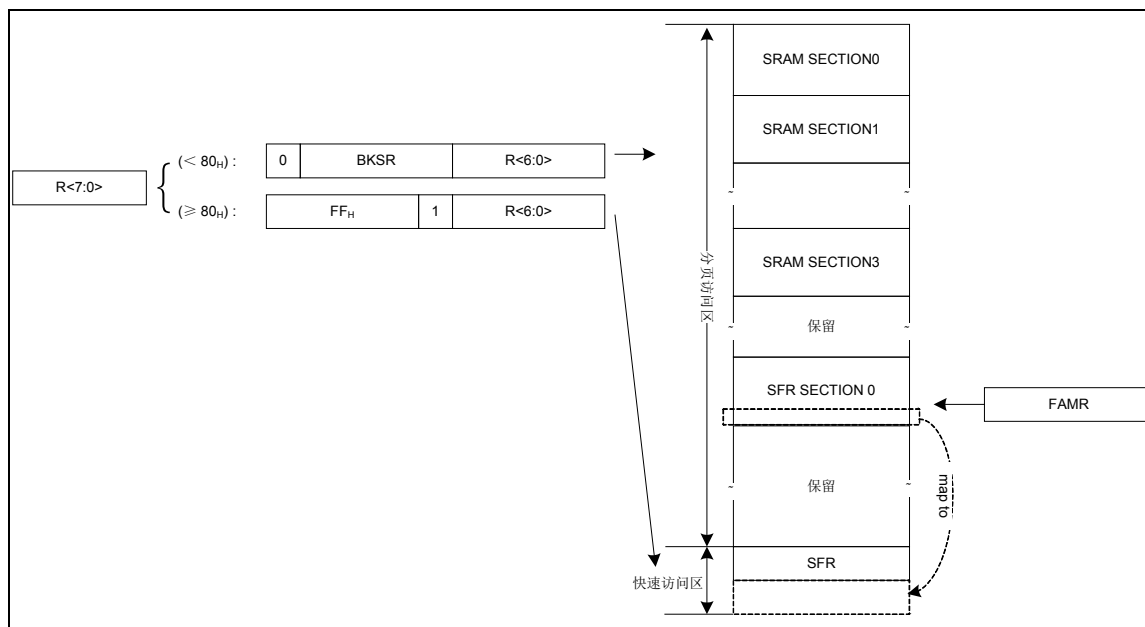 R<7:0>
(< 80H) :
0
BKSR
R<6:0>
(≥ 80H) :
FFH
1
R<6:0>
分页访问区
快速访问区
SRAM SECTION0
SRAM SECTION1
SRAM SECTION3
保留
SFR SECTION 0
保留
SFR
FAMR
map to